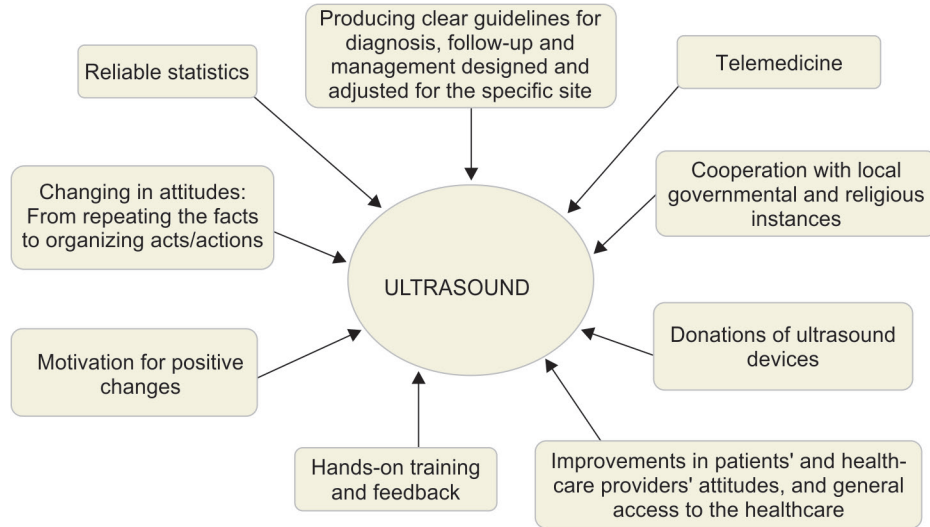 Producing clear guidelines for
diagnosis, follow-up and
management designed and
adjusted for the specific site
Reliable statistics
Telemedicine
Changing in attitudes:
From repeating the facts
to organizing acts/actions
Cooperation with local
governmental and religious
instances
ULTRASOUND
Motivation for positive
changes
Donations of ultrasound
devices
Hands-on training
and feedback
Improvements in patients' and health-
care providers' attitudes, and general
access to the healthcare